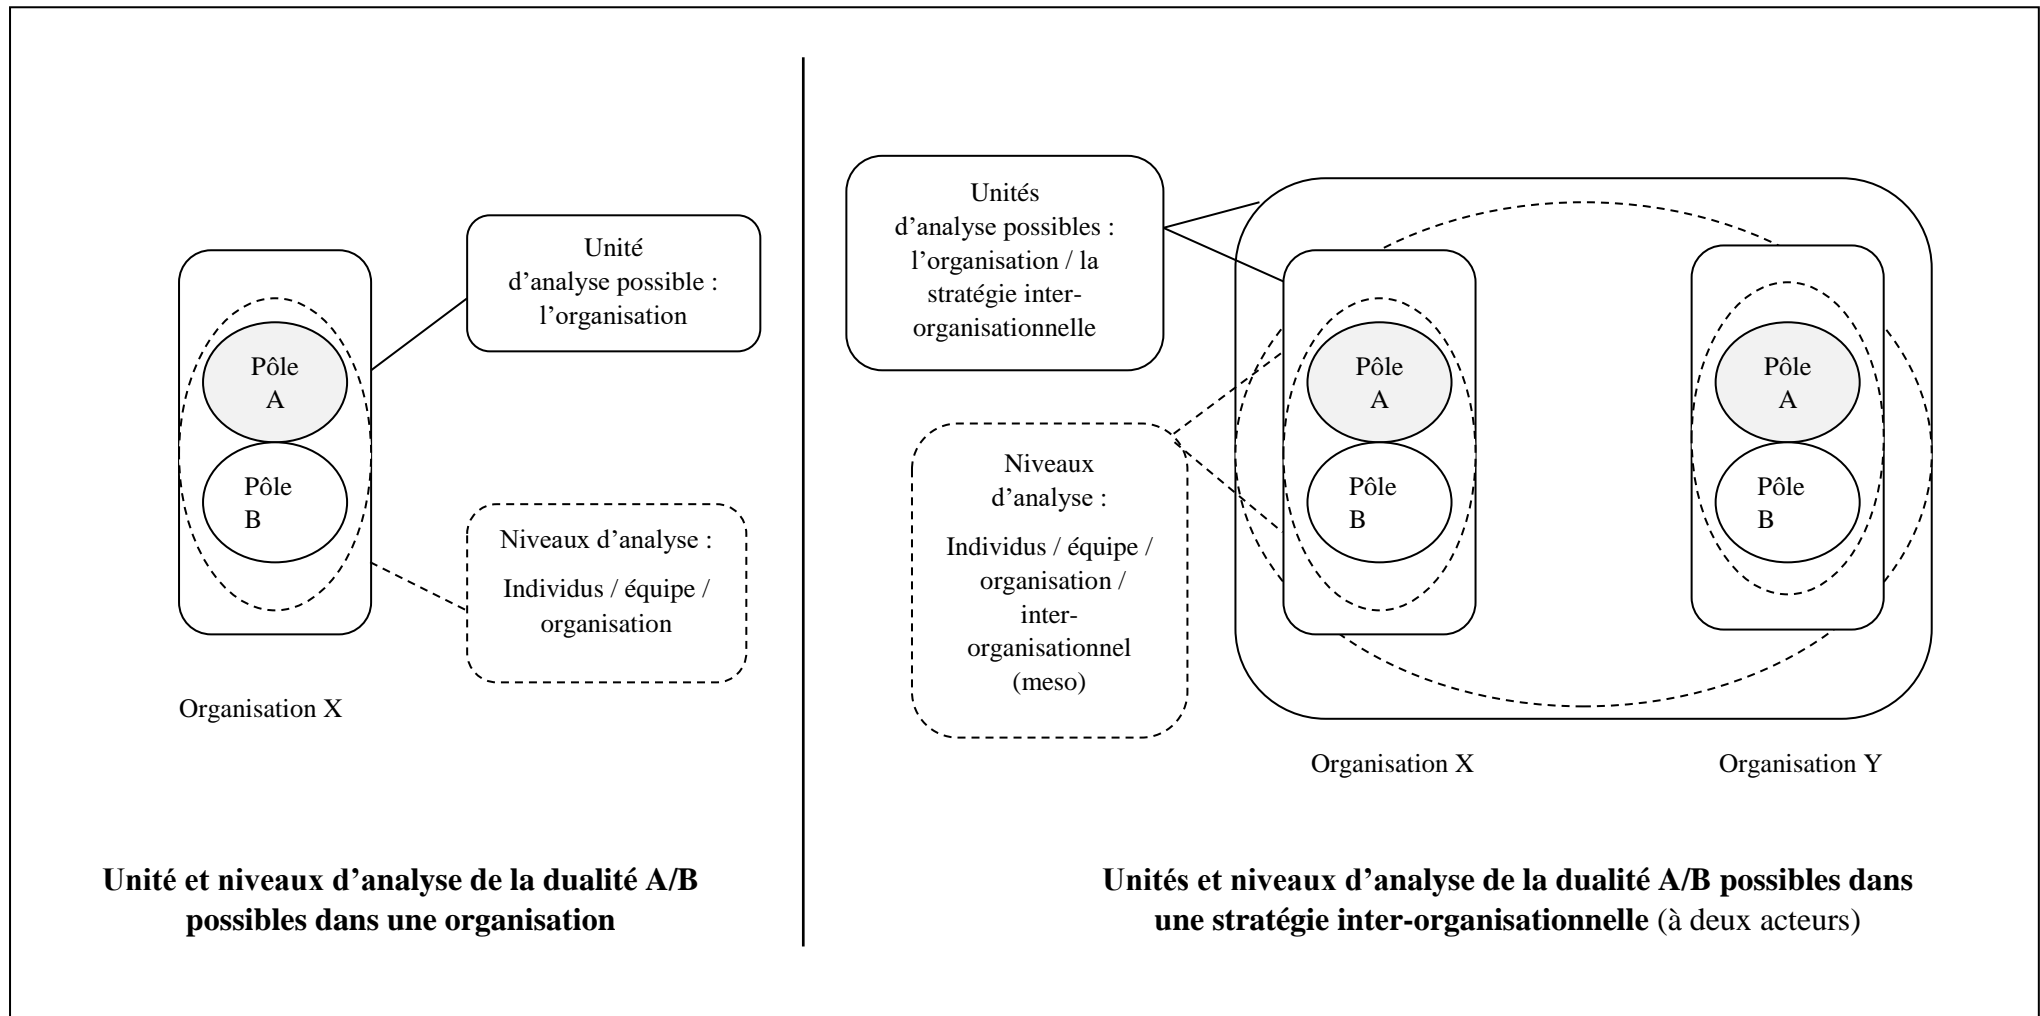 Unité
d’analyse possible :
l’organisation
Pôle
A
Pôle
B
Niveaux d’analyse :
Individus / équipe /
organisation
Organisation X
Unité et niveaux d’analyse de la dualité A/B
possibles dans une organisation
Unités
d’analyse possibles :
l’organisation / la
stratégie inter-
organisationnelle
Niveaux
d’analyse :
Individus / équipe /
organisation /
inter-
organisationnel
(meso)
Pôle
A
Pôle
B
Pôle
A
Pôle
B
Organisation X
Organisation Y
Unités et niveaux d’analyse de la dualité A/B possibles dans
une stratégie inter-organisationnelle (à deux acteurs)